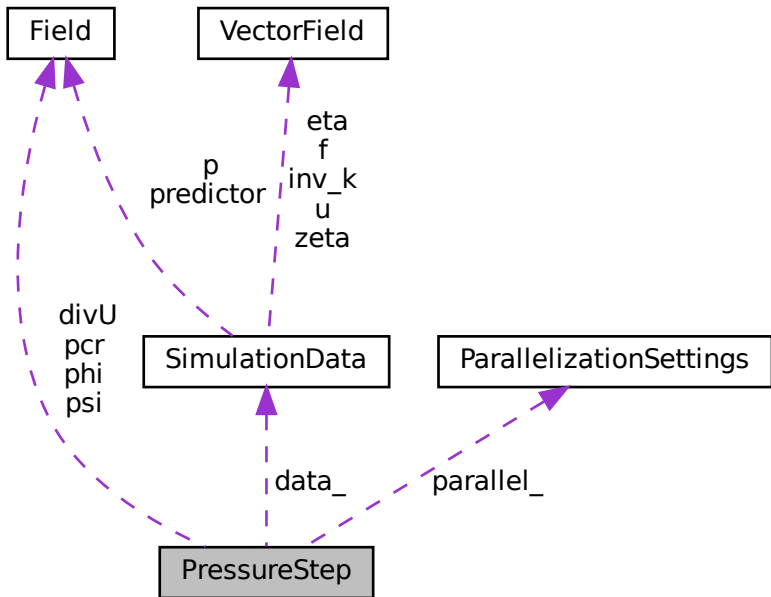 Field
VectorField
p
predictor
eta
f
inv_k
u
zeta
divU
pcr
phi
psi
SimulationData
ParallelizationSettings
data_
parallel_
PressureStep